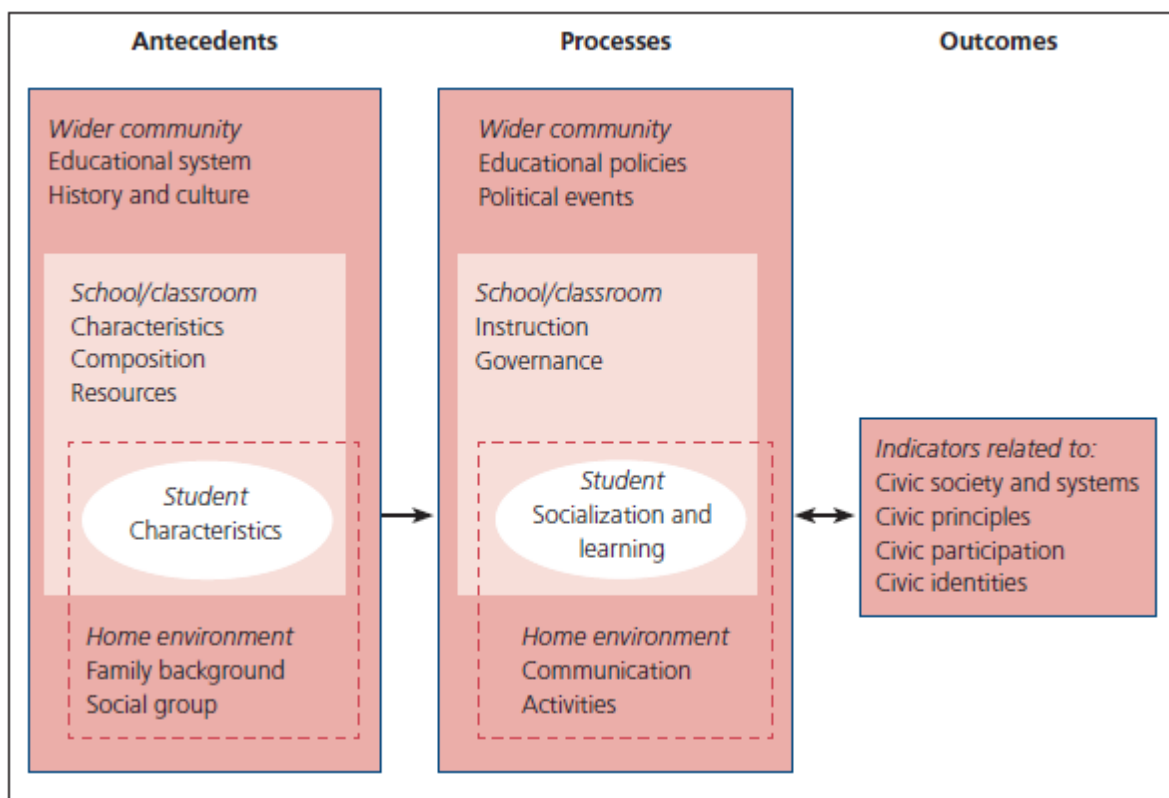 Antecedents
Processes
Outcomes
Wider community
Educational system
History and culture
School/classroom
Characteristics
Composition
Resources
Student
Characteristics
Home environment
Family background
Social group
Wider community
Educational policies
Political events
School/classroom
Instruction
Governance
Student
Socialization and
learning
Home environment
Communication
Activities
Indicators related to:
Civic society and systems
Civic principles
Civic participation
Civic identities